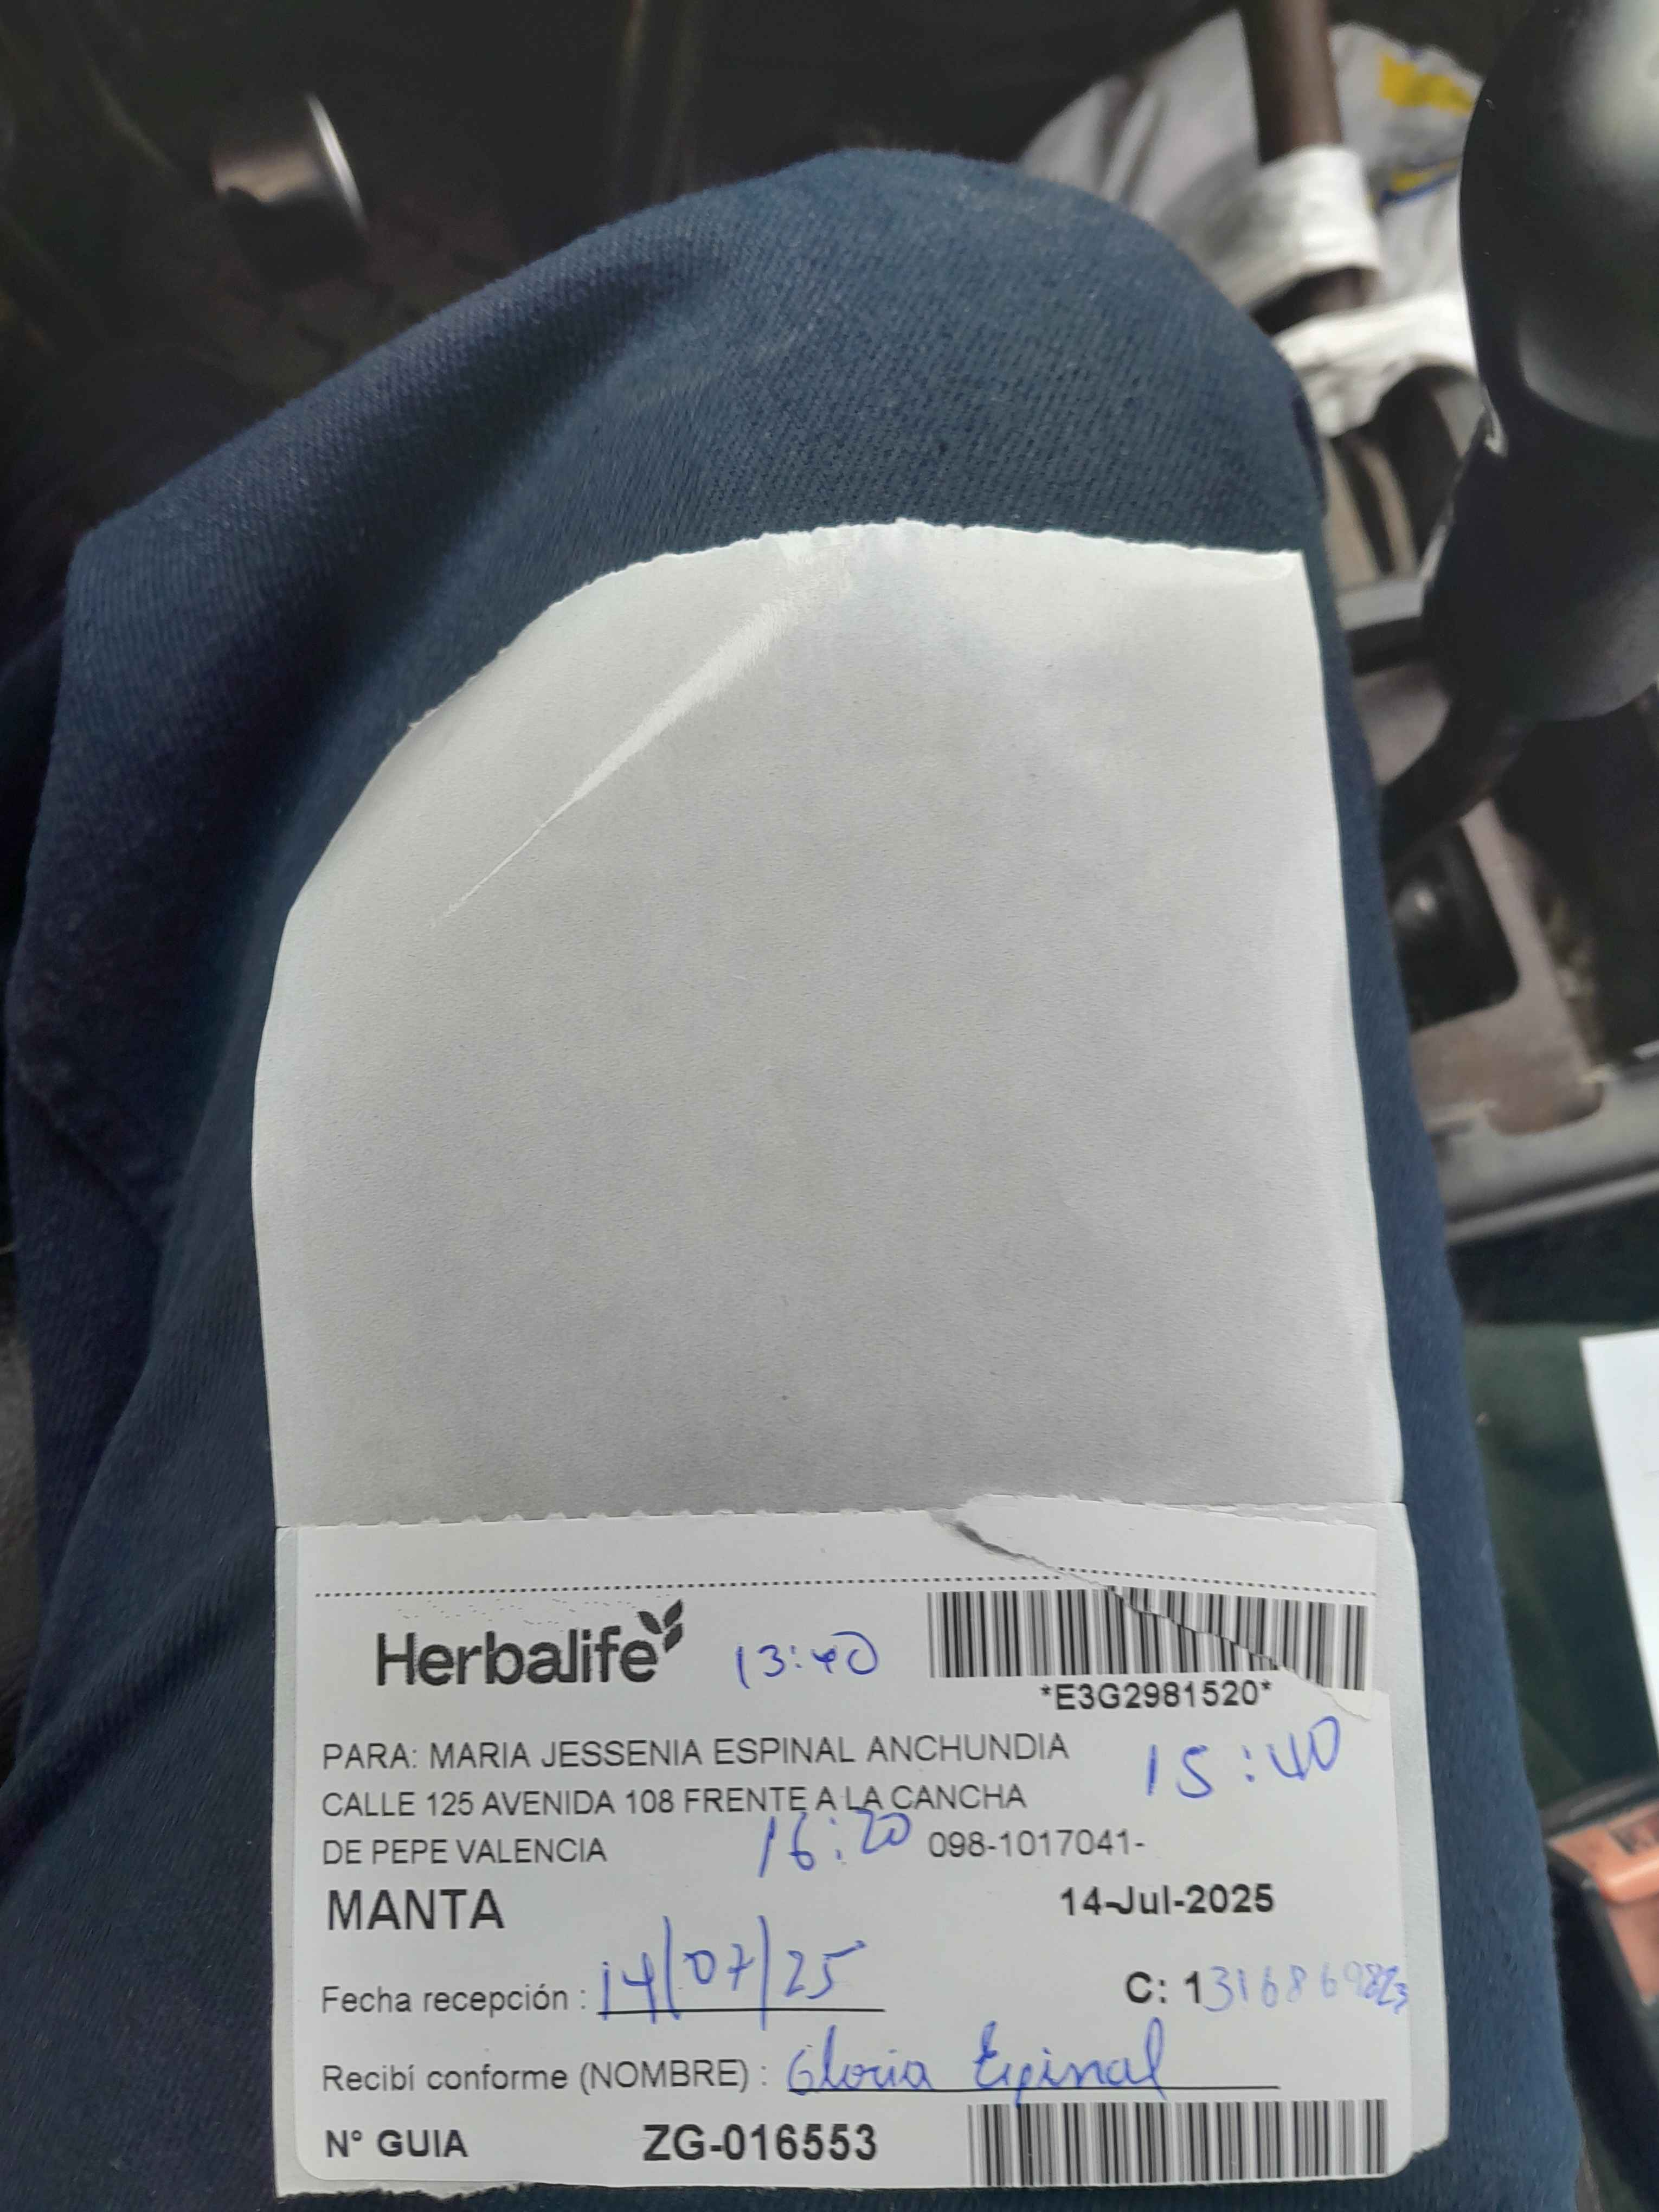 Herbalife 13:40
*E3G2981520*
PARA: MARIA JESSENIA ESPINAL ANCHUNDIA 15:40
CALLE 125 AVENIDA 108 FRENTE A LA CANCHA
DE PEPE VALENCIA 16:20 098-1017041-
MANTA 14-Jul-2025
Fecha recepción : 14/07/25 C: 1316869823
Recibí conforme (NOMBRE) : Gloria Espinal
N° GUIA ZG-016553